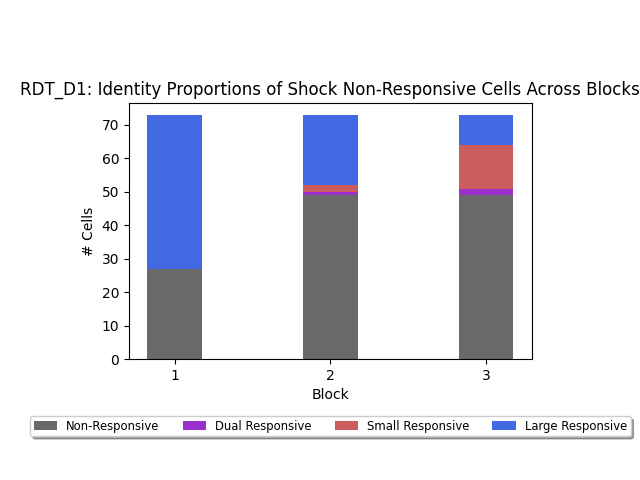 RDT_D1: Identity Proportions of Shock Non-Responsive Cells Across Blocks
70
60
50
40
30
20
10
0
# Cells
1 2 3
Block
Non-Responsive Dual Responsive Small Responsive Large Responsive